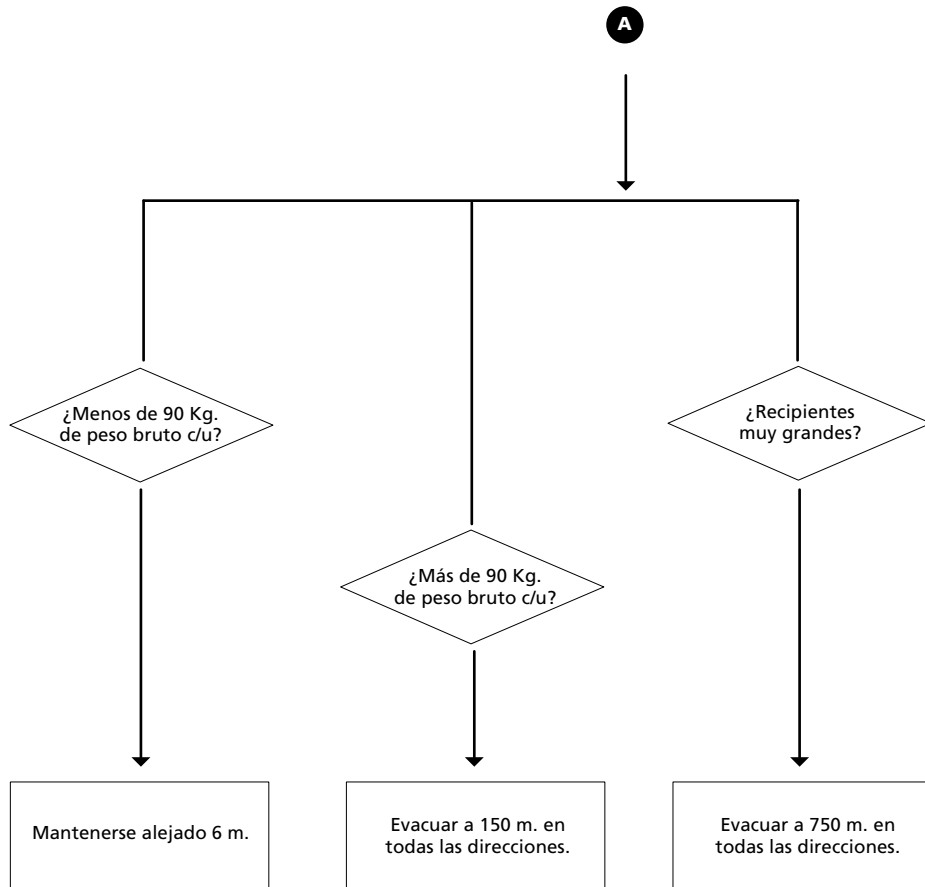 A
¿Menos de 90 Kg.
de peso bruto c/u?
¿Recipientes
muy grandes?
¿Más de 90 Kg.
de peso bruto c/u?
Mantenerse alejado 6 m.
Evacuar a 150 m. en
todas las direcciones.
Evacuar a 750 m. en
todas las direcciones.